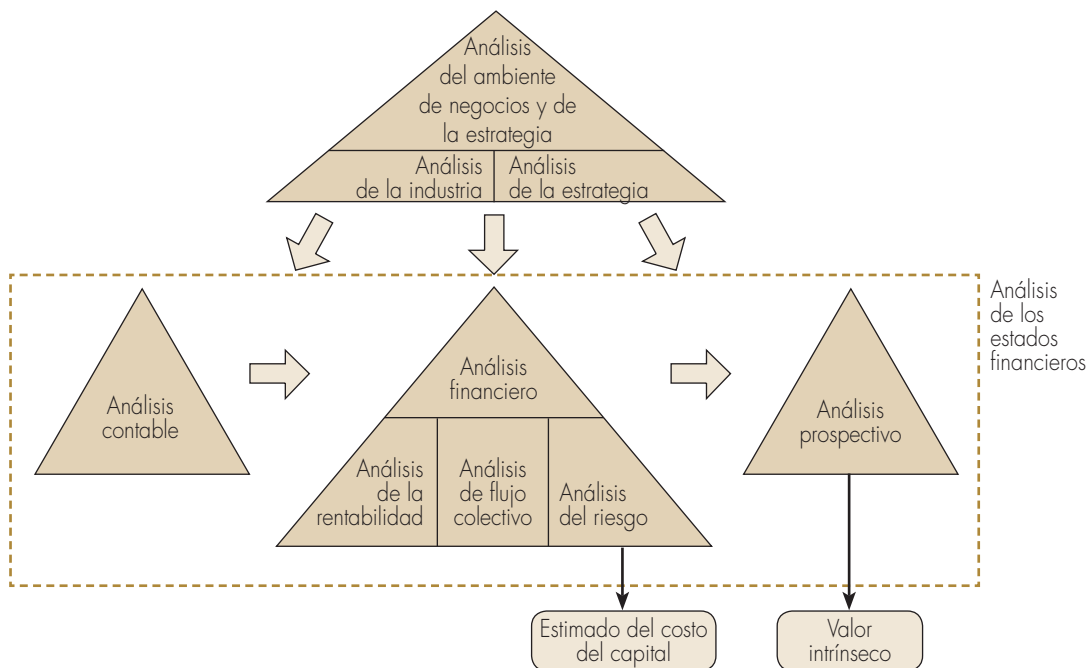 Análisis
del ambiente
de negocios y de
la estrategia
Análisis
de la industria
Análisis
de la estrategia
Análisis
de los
estados
financieros
Análisis
contable
Análisis
financiero
Análisis
de la
rentabilidad
Análisis
de flujo
colectivo
Análisis
del riesgo
Análisis
prospectivo
Estimado del costo
del capital
Valor
intrínseco